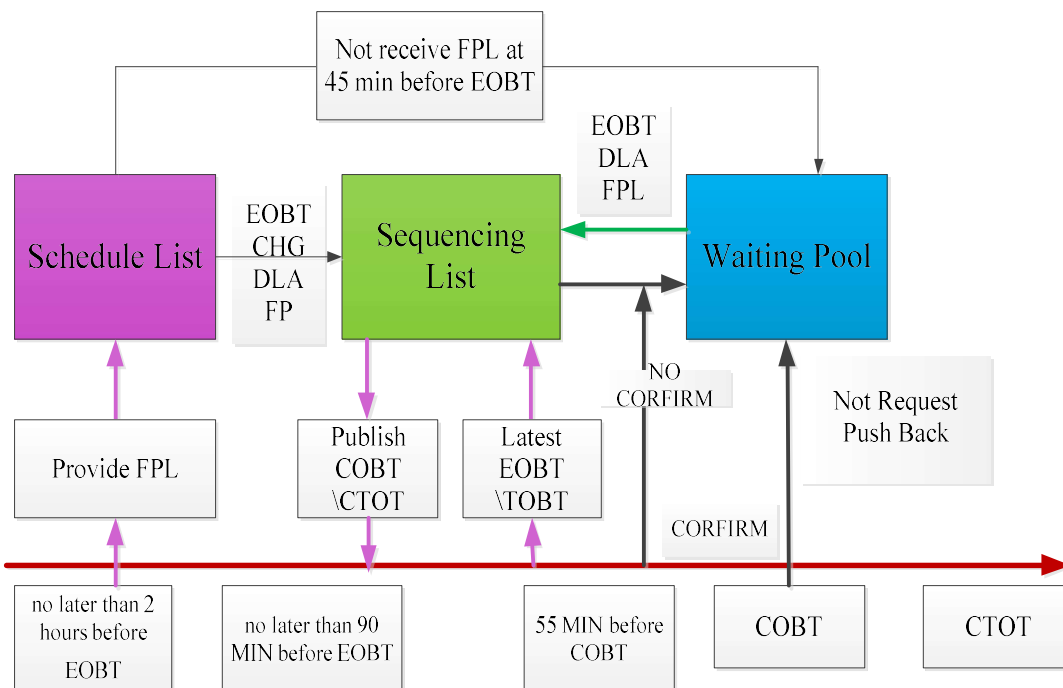 Not receive FPL at
45 min before EOBT
EOBT
DLA
FPL
Schedule List
EOBT
CHG
DLA
FP
Sequencing
List
Waiting Pool
NO
CORFIRM
Not Request
Push Back
Provide FPL
Publish
COBT
\CTOT
Latest
EOBT
\TOBT
CORFIRM
no later than 2
hours before
EOBT
no later than 90
MIN before EOBT
55 MIN before
COBT
COBT
CTOT